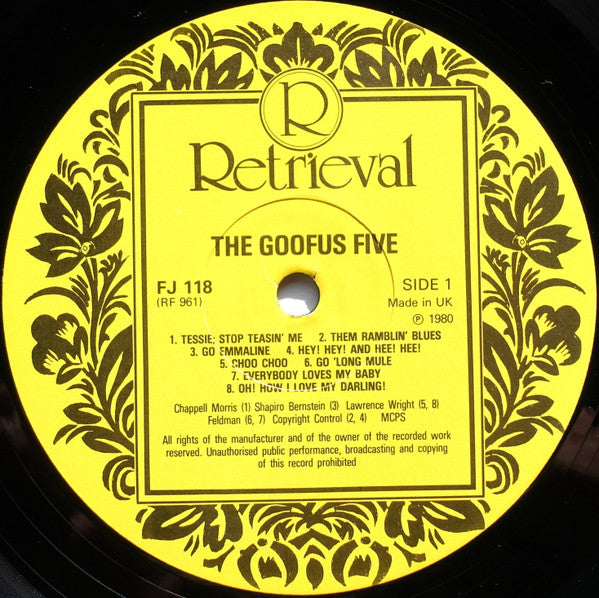 R
Retrieval
THE GOOFUS FIVE
FJ 118 SIDE 1
(RF 961) Made in UK
℗ 1980
1. TESSIE; STOP TEASIN' ME 2. THEM RAMBLIN' BLUES
3. GO EMMALINE 4. HEY! HEY! AND HEE! HEE!
5. CHOO CHOO 6. GO 'LONG MULE
7. EVERYBODY LOVES MY BABY
8. OH! HOW I LOVE MY DARLING!
Chappell Morris (1) Shapiro Bernstein (3) Lawrence Wright (5, 8)
Feldman (6, 7) Copyright Control (2, 4) MCPS
All rights of the manufacturer and of the owner of the recorded work
reserved. Unauthorised public performance, broadcasting and copying
of this record prohibited